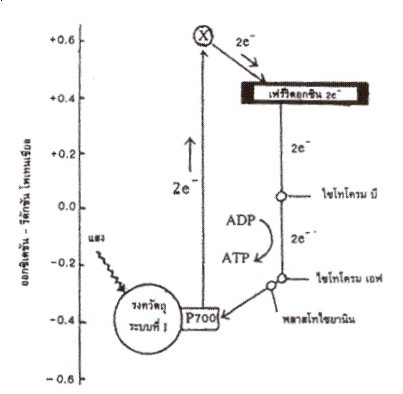 +0.6
+0.4
+0.2
0.0
-0.2
-0.4
-0.6
ออกซิเดชัน - รีดักชัน โพเทนเชียล
X
2e⁻
เฟริดอกซิน 2e⁻
2e⁻
2e⁻
ไซโทโครม บี
ADP
ATP
2e⁻
แสง
ไซโทโครม เอฟ
รงควัตถุ
ระบบที่ I
P700
พลาสโทไซยานิน